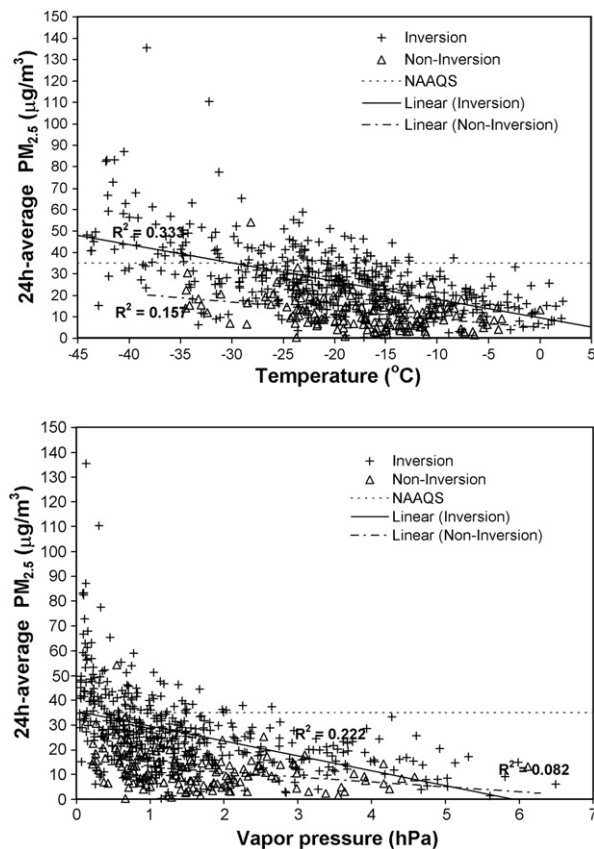 150
140
130
120
110
100
90
80
70
60
50
40
30
20
10
0
24h-average PM2.5 (μg/m3)
Inversion
Non-Inversion
NAAQS
Linear (Inversion)
Linear (Non-Inversion)
R2 = 0.333
R2 = 0.157
-45 -40 -35 -30 -25 -20 -15 -10 -5 0 5
Temperature (oC)
150
140
130
120
110
100
90
80
70
60
50
40
30
20
10
0
24h-average PM2.5 (μg/m3)
Inversion
Non-Inversion
NAAQS
Linear (Inversion)
Linear (Non-Inversion)
R2 = 0.222
R2 = 0.082
0 1 2 3 4 5 6 7
Vapor pressure (hPa)